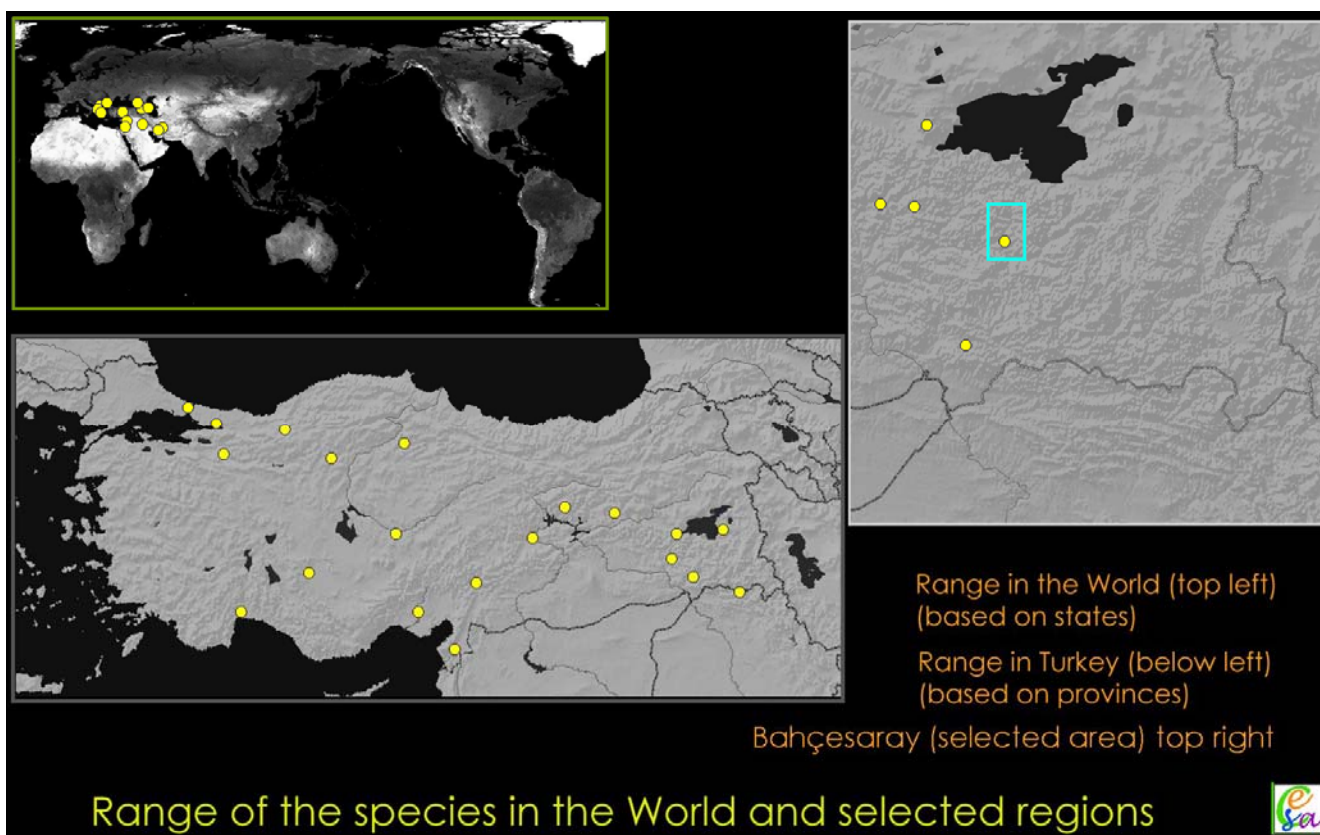 Range in the World (top left)
(based on states)
Range in Turkey (below left)
(based on provinces)
Bahçesaray (selected area) top right
Range of the species in the World and selected regions
Cesa